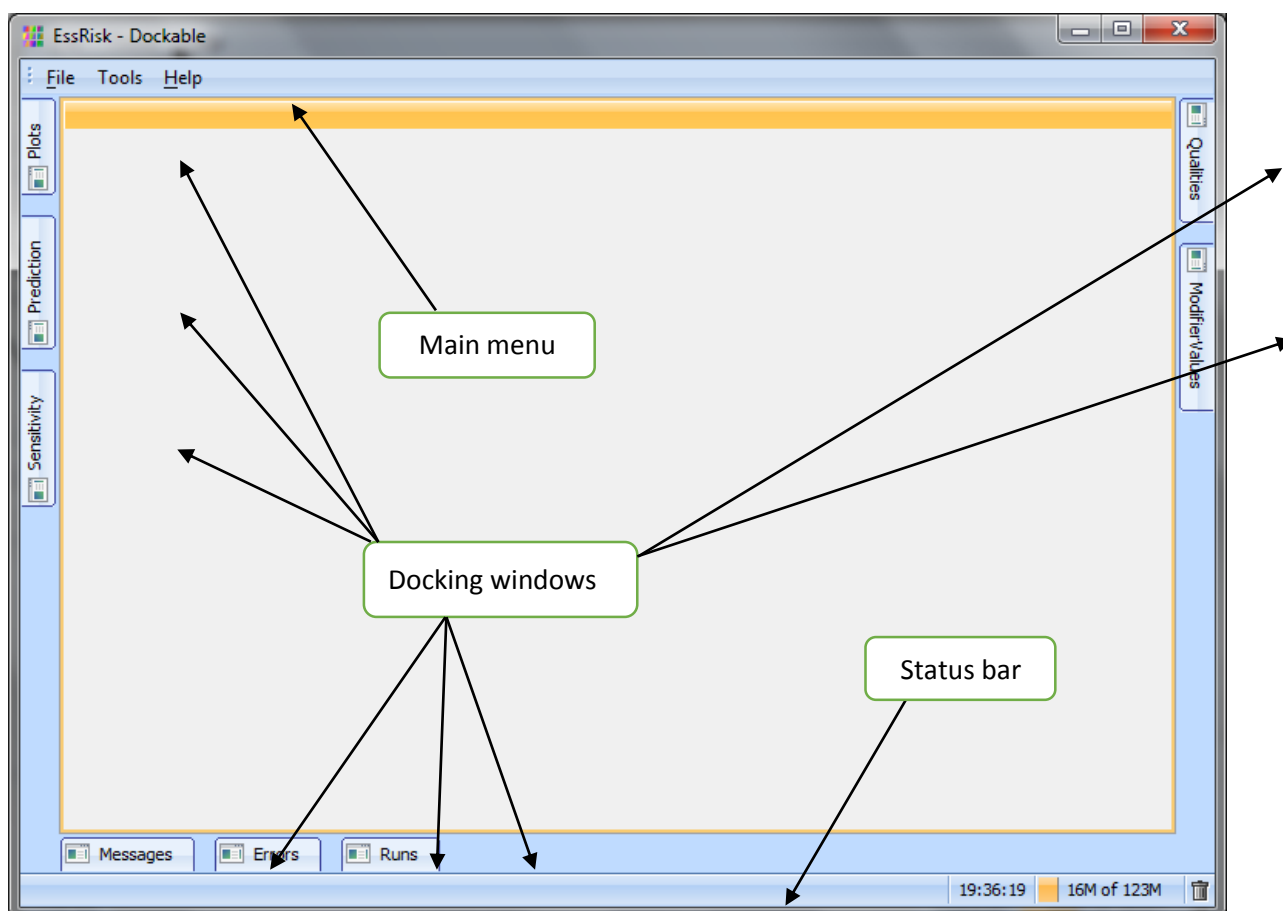 EssRisk - Dockable
File Tools Help
Plots
Prediction
Sensitivity
Qualities
ModifierValues
Main menu
Docking windows
Status bar
Messages
Errors
Runs
19:36:19
16M of 123M